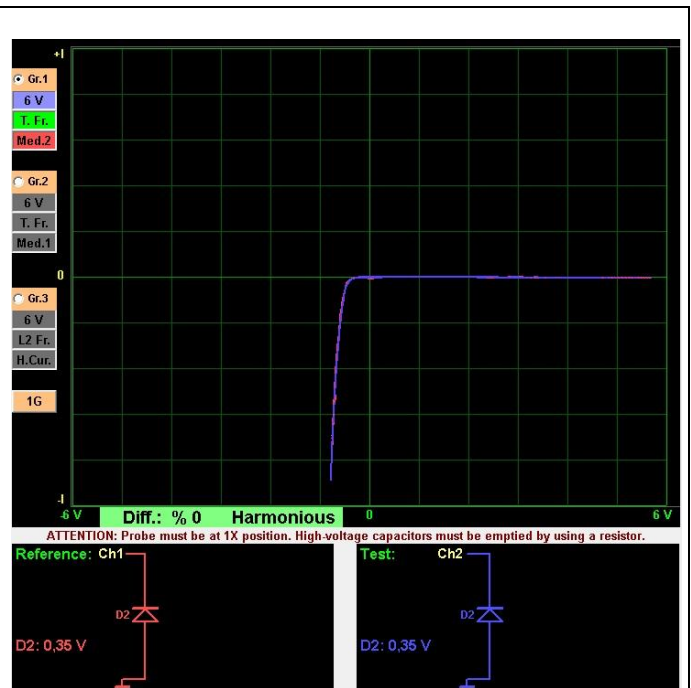 +I
Gr.1
6 V
T. Fr.
Med.2
Gr.2
6 V
T. Fr.
Med.1
0
Gr.3
6 V
L2 Fr.
H.Cur.
1G
-I
-6 V
Diff.: % 0 Harmonious
0
6 V
ATTENTION: Probe must be at 1X position. High-voltage capacitors must be emptied by using a resistor.
Reference: Ch1
D2
D2: 0,35 V
Test: Ch2
D2
D2: 0,35 V